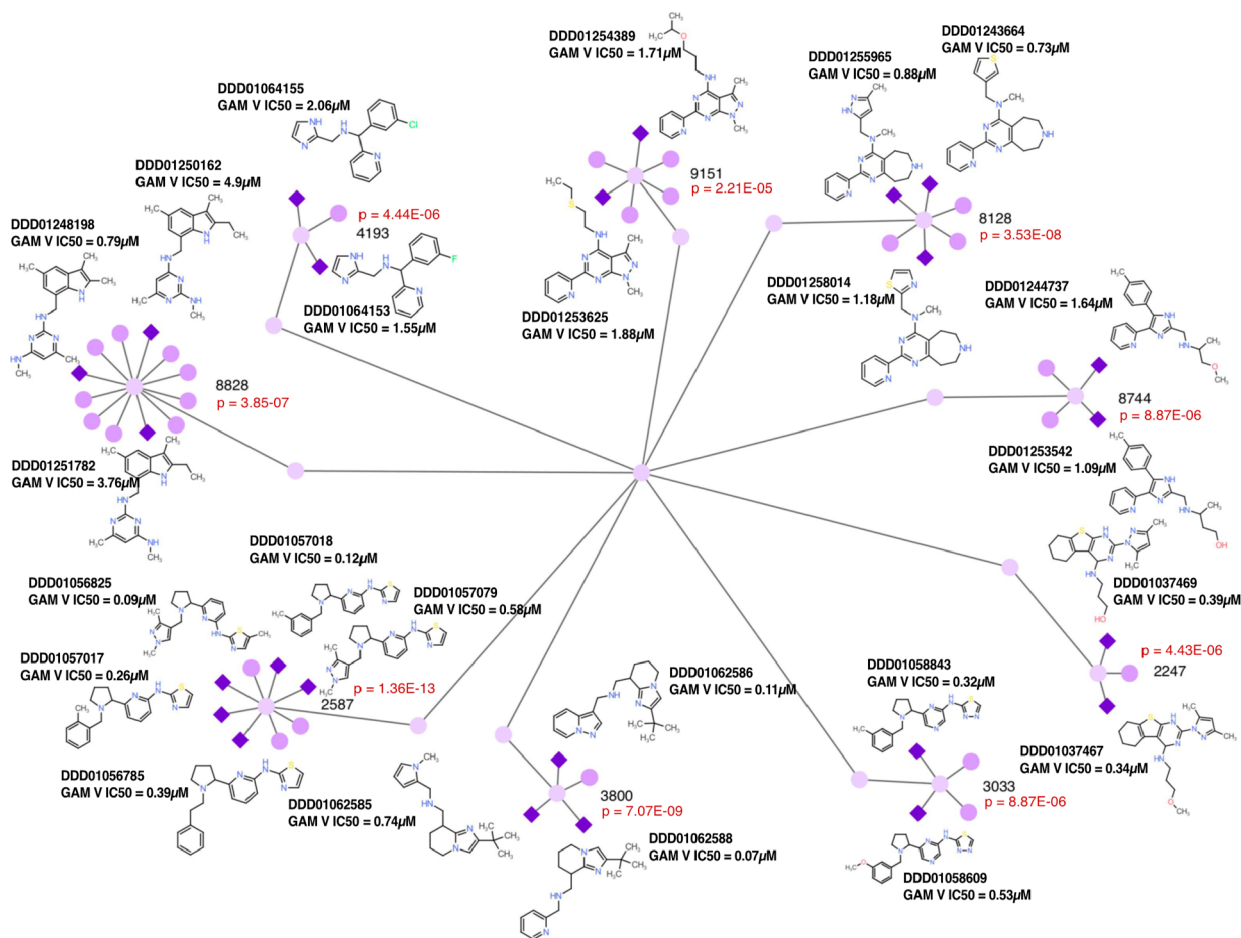 DDD01254389
GAM V IC50 = 1.71µM
DDD01243664
GAM V IC50 = 0.73µM
DDD01255965
GAM V IC50 = 0.88µM
DDD01064155
GAM V IC50 = 2.06µM
DDD01250162
GAM V IC50 = 4.9µM
DDD01248198
GAM V IC50 = 0.79µM
9151
p = 2.21E-05
p = 4.44E-06
4193
8128
p = 3.53E-08
DDD01258014
GAM V IC50 = 1.18µM
DDD01244737
GAM V IC50 = 1.64µM
DDD01064153
GAM V IC50 = 1.55µM
DDD01253625
GAM V IC50 = 1.88µM
8828
p = 3.85-07
8744
p = 8.87E-06
DDD01251782
GAM V IC50 = 3.76µM
DDD01253542
GAM V IC50 = 1.09µM
DDD01057018
GAM V IC50 = 0.12µM
DDD01056825
GAM V IC50 = 0.09µM
DDD01057079
GAM V IC50 = 0.58µM
DDD01037469
GAM V IC50 = 0.39µM
DDD01057017
GAM V IC50 = 0.26µM
p = 1.36E-13
2587
DDD01062586
GAM V IC50 = 0.11µM
DDD01058843
GAM V IC50 = 0.32µM
p = 4.43E-06
2247
DDD01037467
GAM V IC50 = 0.34µM
DDD01056785
GAM V IC50 = 0.39µM
DDD01062585
GAM V IC50 = 0.74µM
3800
p = 7.07E-09
3033
p = 8.87E-06
DDD01062588
GAM V IC50 = 0.07µM
DDD01058609
GAM V IC50 = 0.53µM